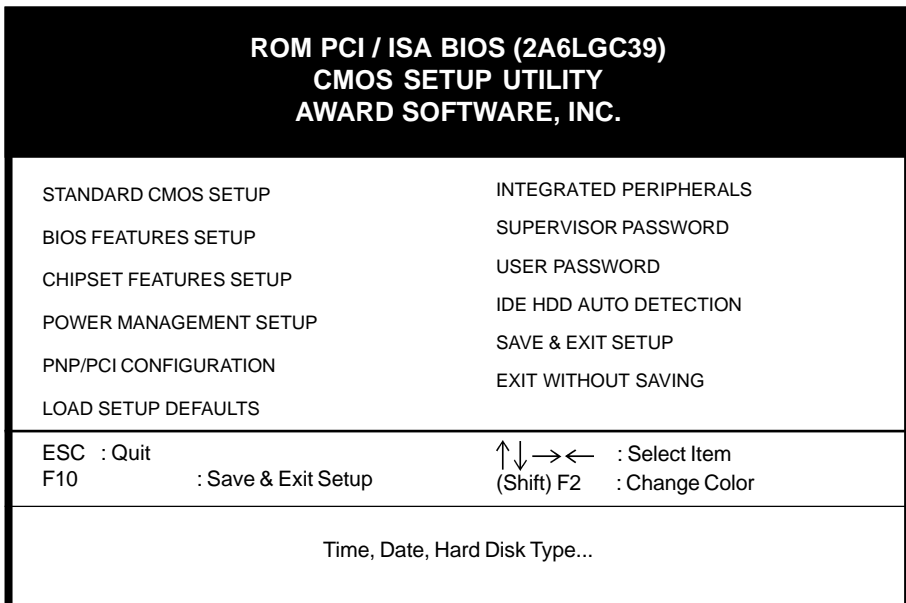 ROM PCI / ISA BIOS (2A6LGC39)
CMOS SETUP UTILITY
AWARD SOFTWARE, INC.
STANDARD CMOS SETUP
BIOS FEATURES SETUP
CHIPSET FEATURES SETUP
POWER MANAGEMENT SETUP
PNP/PCI CONFIGURATION
LOAD SETUP DEFAULTS
INTEGRATED PERIPHERALS
SUPERVISOR PASSWORD
USER PASSWORD
IDE HDD AUTO DETECTION
SAVE & EXIT SETUP
EXIT WITHOUT SAVING
ESC : Quit
F10 : Save & Exit Setup
↑↓→← : Select Item
(Shift) F2 : Change Color
Time, Date, Hard Disk Type...